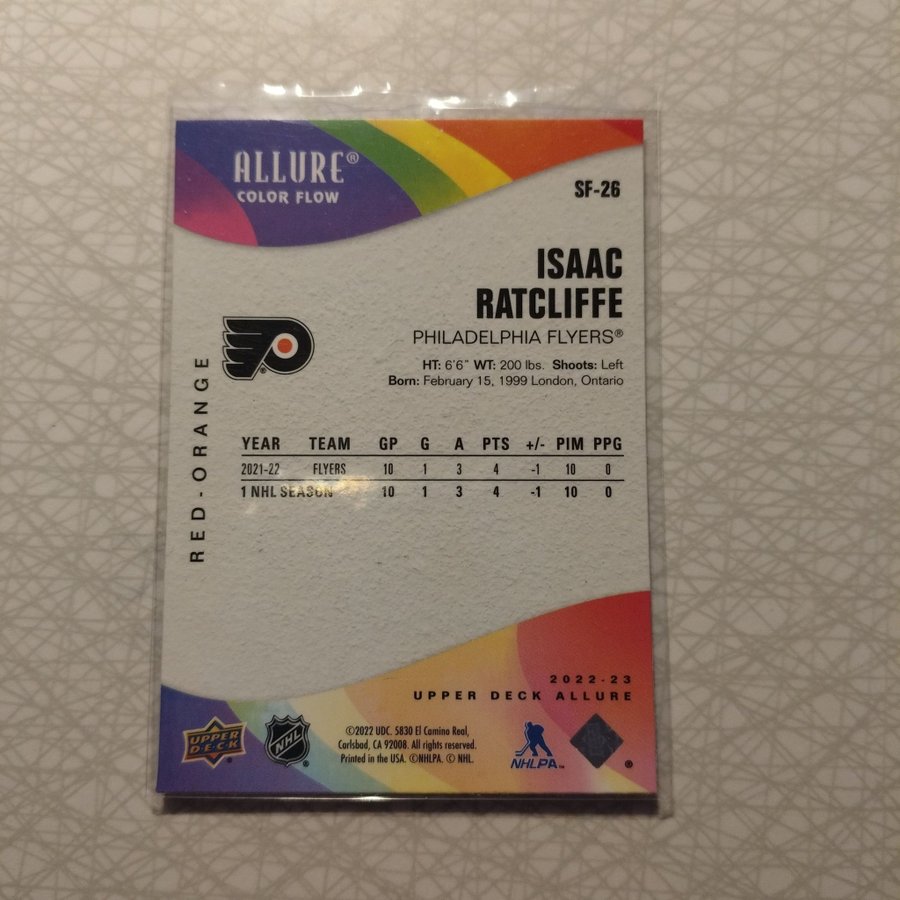 ALLURE®
COLOR FLOW
SF-26
ISAAC
RATCLIFFE
PHILADELPHIA FLYERS®
HT: 6'6" WT: 200 lbs. Shoots: Left
Born: February 15, 1999 London, Ontario
RED-ORANGE
YEAR TEAM GP G A PTS +/- PIM PPG
2021-22 FLYERS 10 1 3 4 -1 10 0
1 NHL SEASON 10 1 3 4 -1 10 0
2022-23
UPPER DECK ALLURE
UPPER
DECK
NHL
©2022 UDC. 5830 El Camino Real,
Carlsbad, CA 92008. All rights reserved.
Printed in the USA. ©NHLPA. © NHL.
NHLPA™